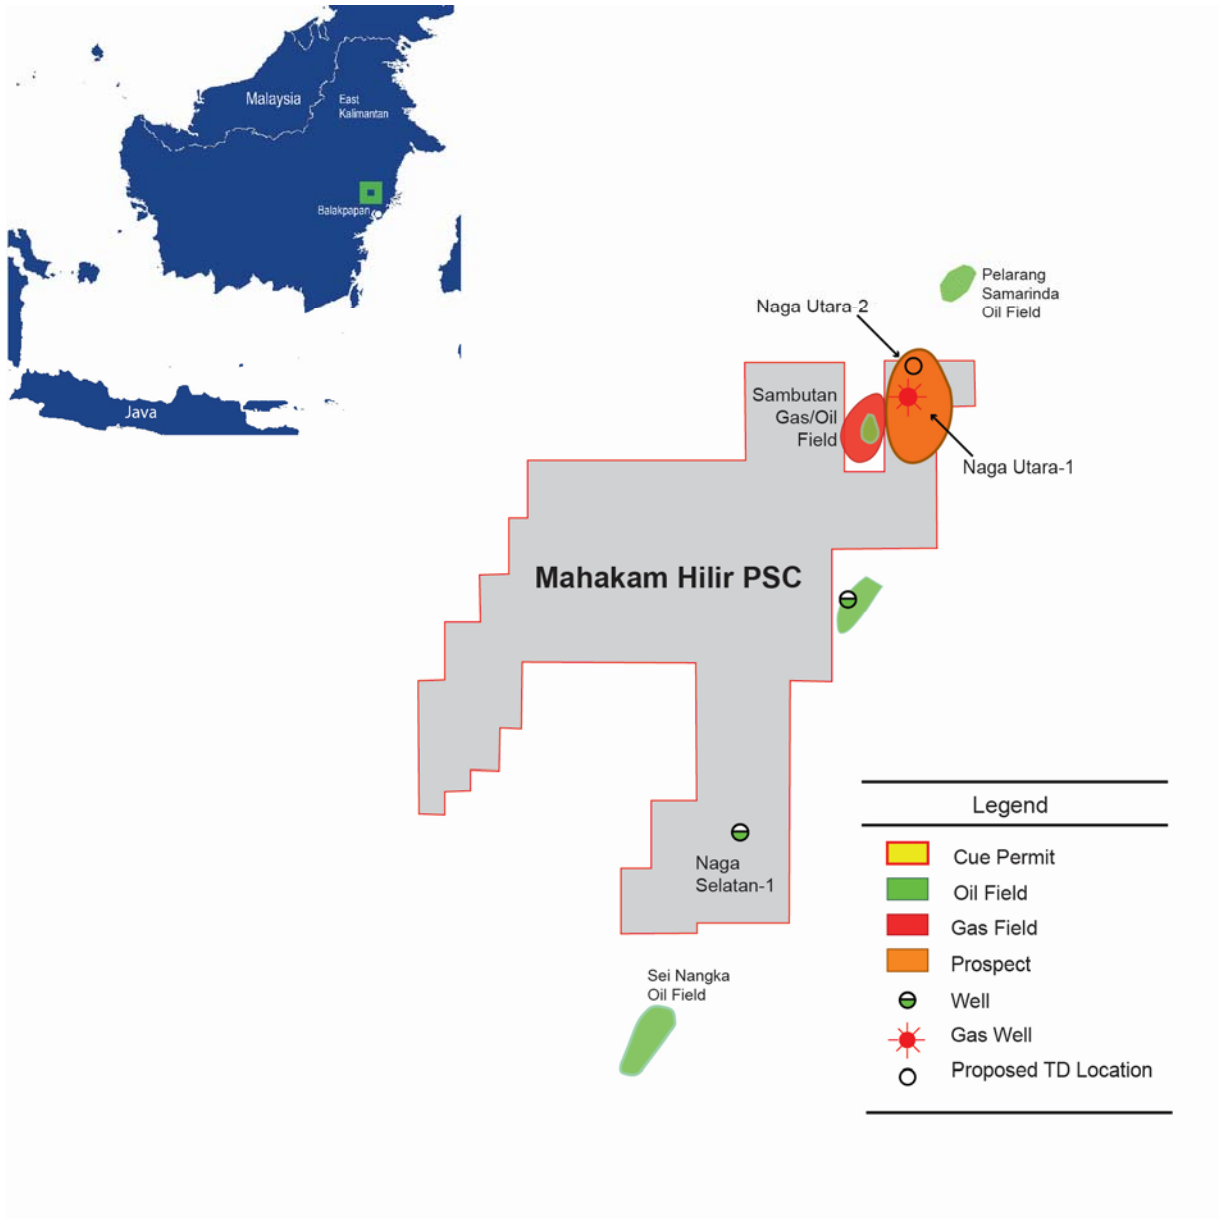 Malaysia
East
Kalimantan
Balakpapan
Java
Pelarang
Samarinda
Oil Field
Naga Utara-2
Sambutan
Gas/Oil
Field
Naga Utara-1
Mahakam Hilir PSC
Naga
Selatan-1
Sei Nangka
Oil Field
Legend
Cue Permit
Oil Field
Gas Field
Prospect
Well
Gas Well
Proposed TD Location